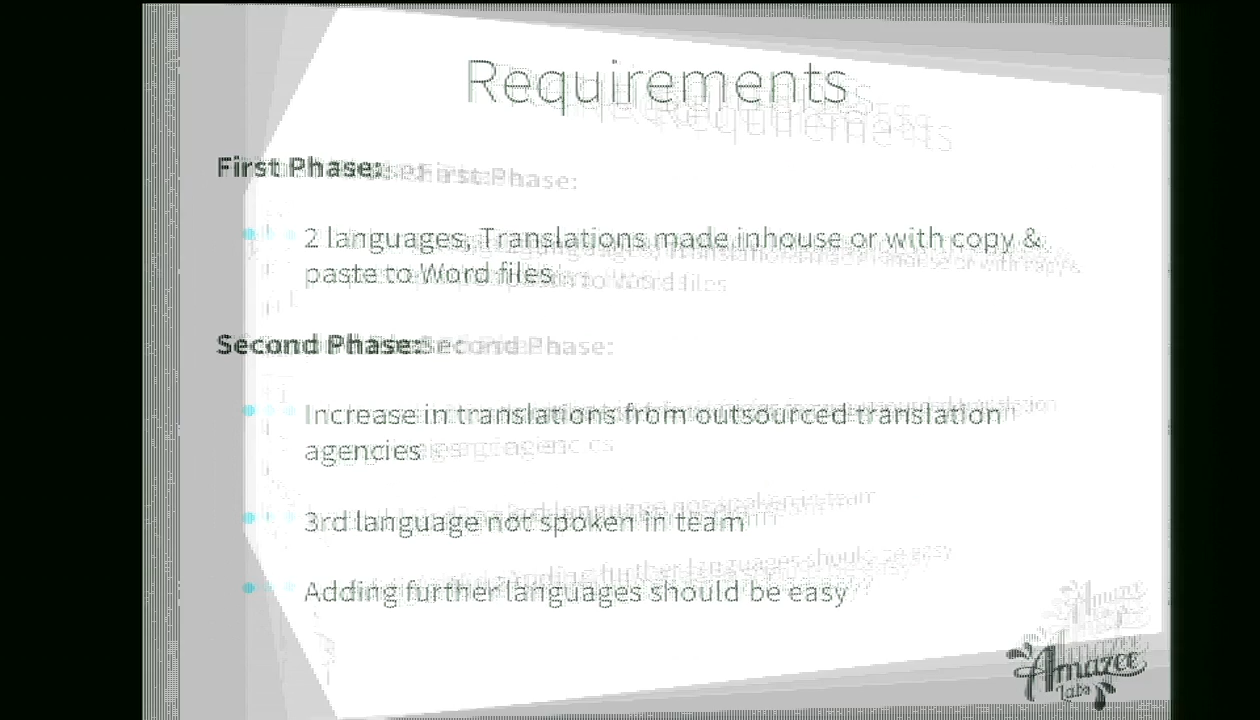 Requirements
First Phase:
2 languages, Translations made inhouse or with copy &
paste to Word files
Second Phase:
Increase in translations from outsourced translation
agencies
3rd language not spoken in team
Adding further languages should be easy
Amazee
Labs